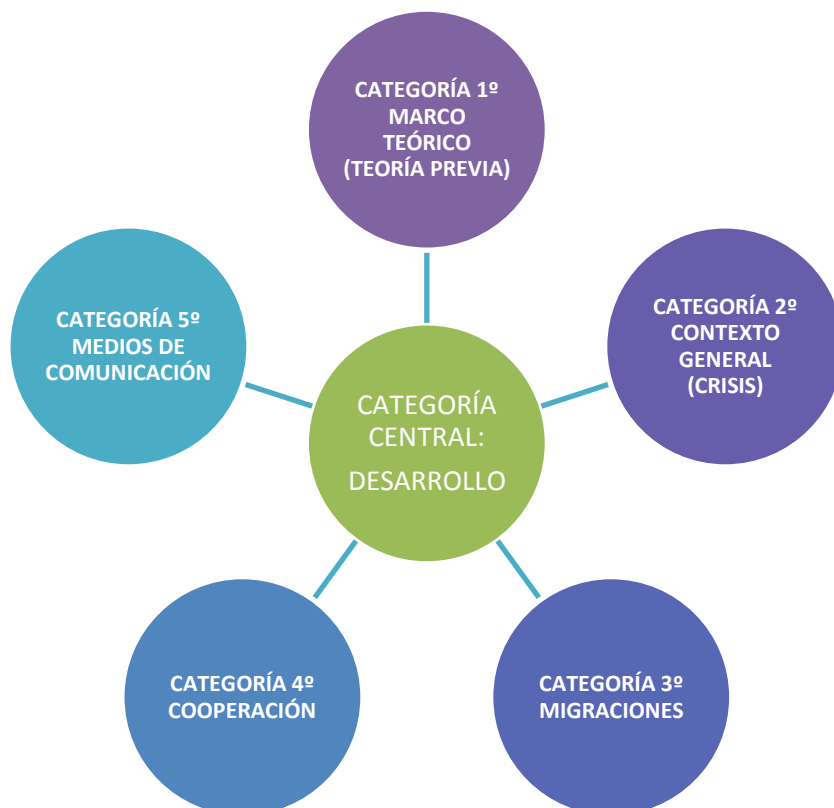 CATEGORÍA 1º
MARCO
TEÓRICO
(TEORÍA PREVIA)
CATEGORÍA 2º
CONTEXTO
GENERAL
(CRISIS)
CATEGORÍA 5º
MEDIOS DE
COMUNICACIÓN
CATEGORÍA
CENTRAL:
DESARROLLO
CATEGORÍA 4º
COOPERACIÓN
CATEGORÍA 3º
MIGRACIONES